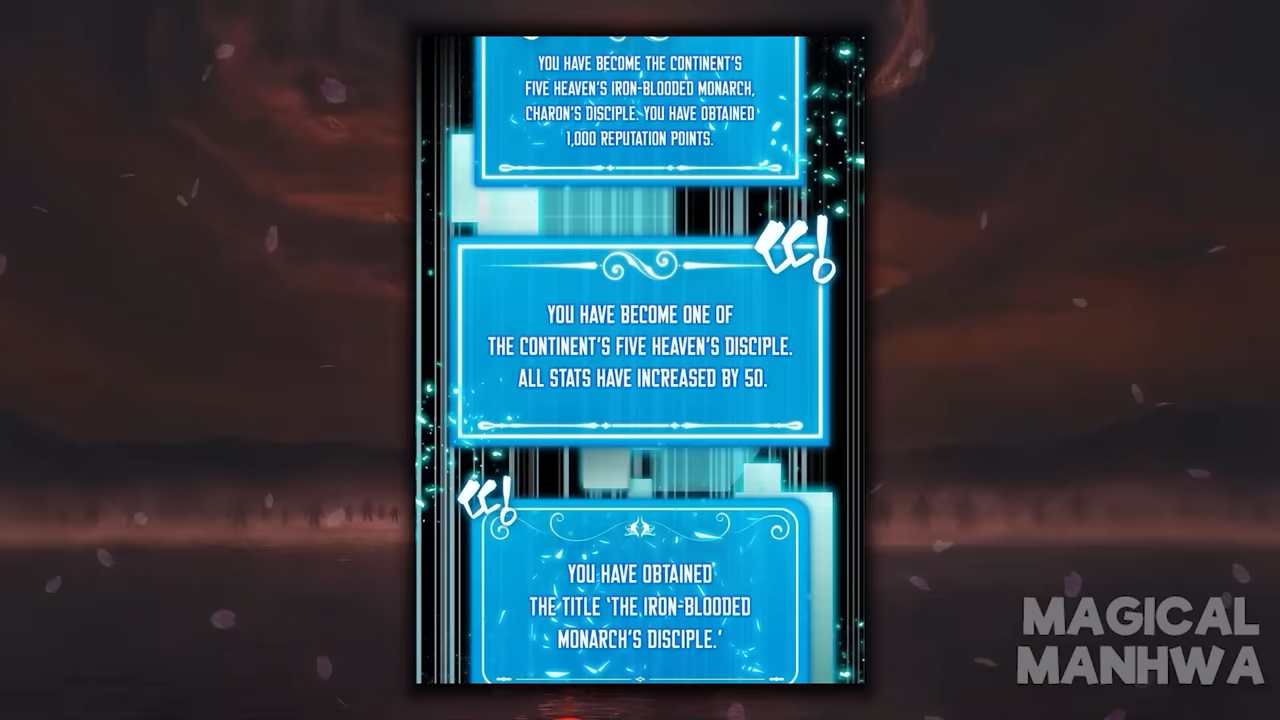 YOU HAVE BECOME THE CONTINENT'S
FIVE HEAVEN'S IRON-BLOODED MONARCH,
CHARON'S DISCIPLE. YOU HAVE OBTAINED
1,000 REPUTATION POINTS.
YOU HAVE BECOME ONE OF
THE CONTINENT'S FIVE HEAVEN'S DISCIPLE.
ALL STATS HAVE INCREASED BY 50.
YOU HAVE OBTAINED
THE TITLE 'THE IRON-BLOODED
MONARCH'S DISCIPLE.'
MAGICAL
MANHWA